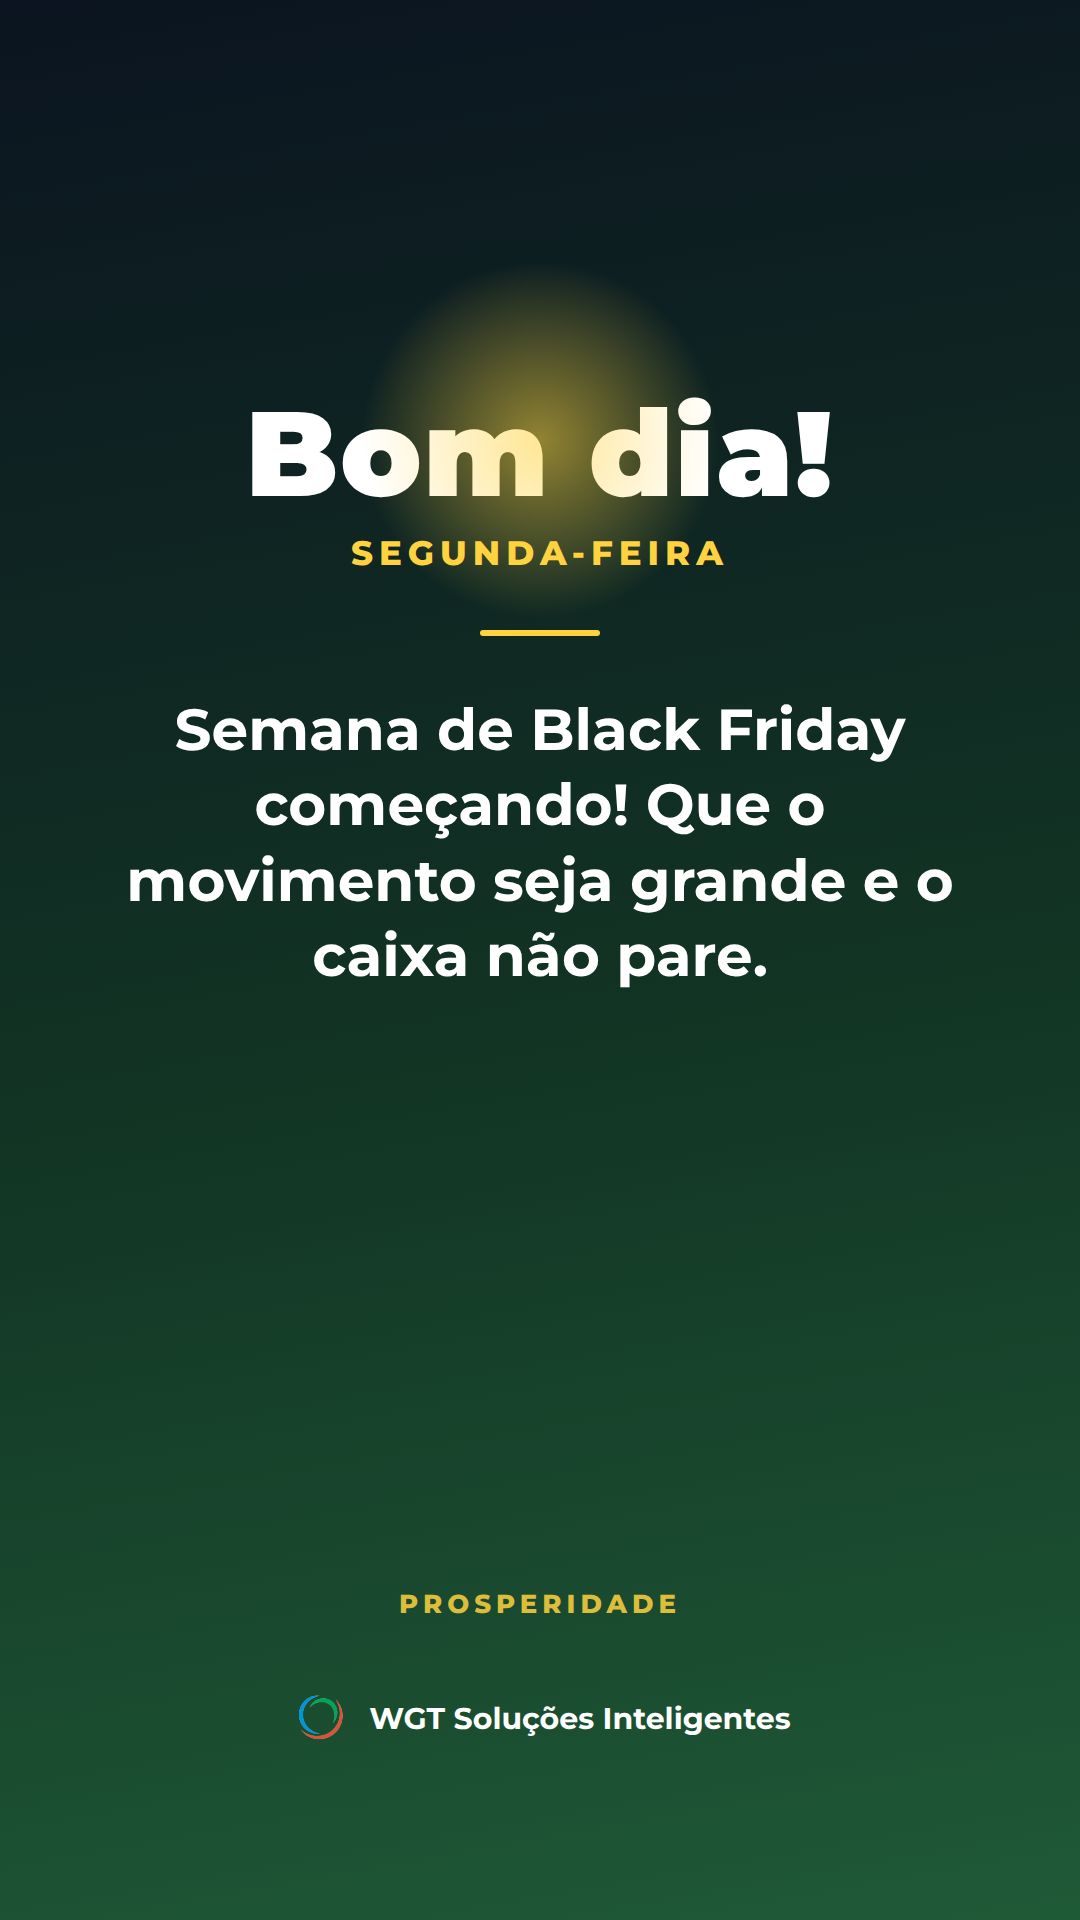 Bom dia!
SEGUNDA-FEIRA
Semana de Black Friday
começando! Que o
movimento seja grande e o
caixa não pare.
PROSPERIDADE
WGT Soluções Inteligentes